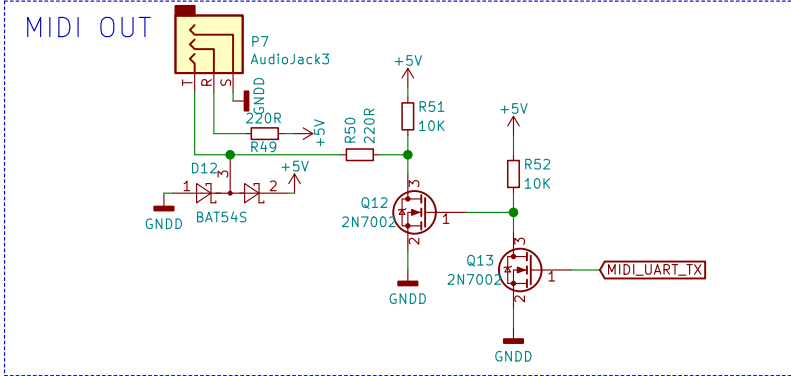 MIDI OUT
P7
AudioJack3
T
R
S
GNDD
220R
R49
+5V
R50
220R
+5V
R51
10K
+5V
R52
10K
D12
3
+5V
1
2
BAT54S
GNDD
Q12
2N7002
3
1
2
GNDD
Q13
2N7002
3
1
2
MIDI_UART_TX
GNDD